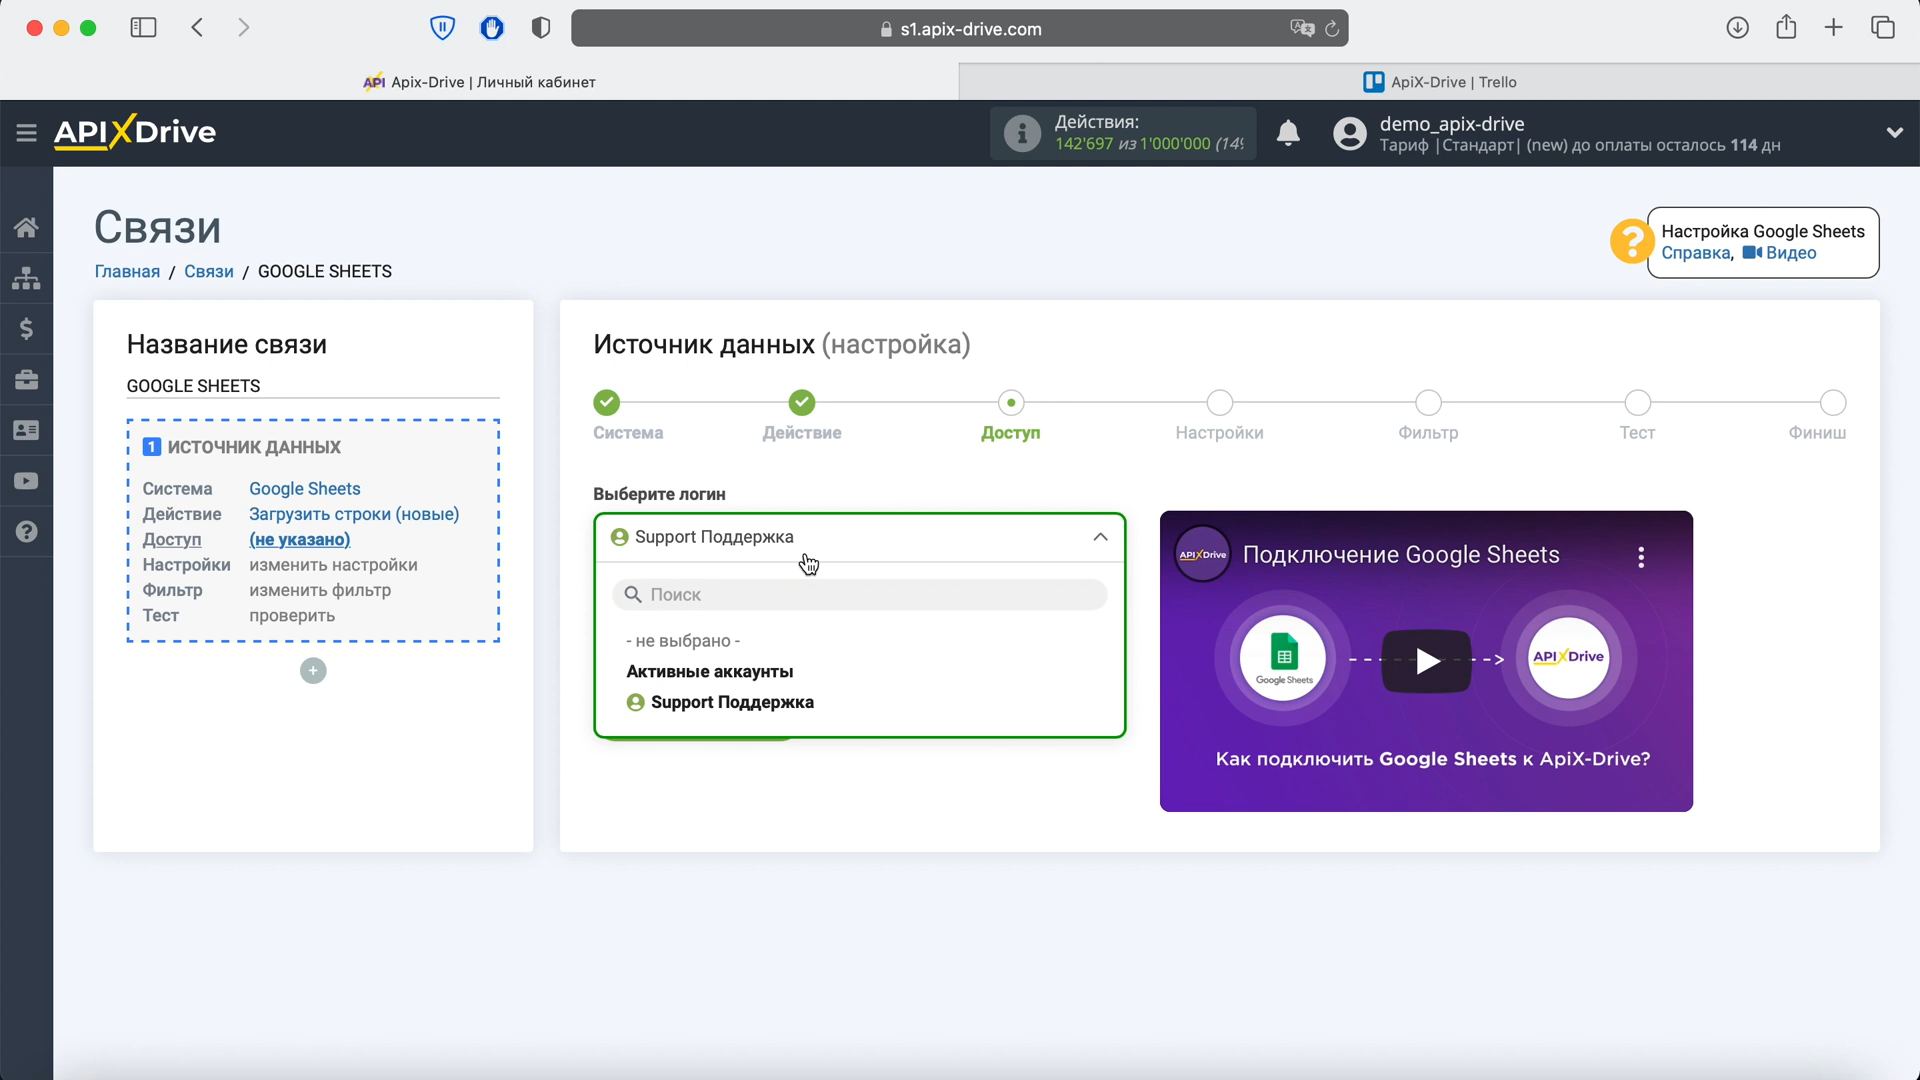 s1.apix-drive.com
API Apix-Drive | Личный кабинет
ApiX-Drive | Trello
APIXDrive
Действия:
142'697 из 1'000'000 (14%
demo_apix-drive
Тариф |Стандарт| (new) до оплаты осталось 114 дн
Связи
Главная / Связи / GOOGLE SHEETS
Настройка Google Sheets
Справка, Видео
Название связи
GOOGLE SHEETS
1 ИСТОЧНИК ДАННЫХ
Система Google Sheets
Действие Загрузить строки (новые)
Доступ (не указано)
Настройки изменить настройки
Фильтр изменить фильтр
Тест проверить
Источник данных (настройка)
Система
Действие
Доступ
Настройки
Фильтр
Тест
Финиш
Выберите логин
Support Поддержка
Поиск
- не выбрано -
Активные аккаунты
Support Поддержка
APIXDrive
Подключение Google Sheets
Google Sheets
APIXDrive
Как подключить Google Sheets к ApiX-Drive?